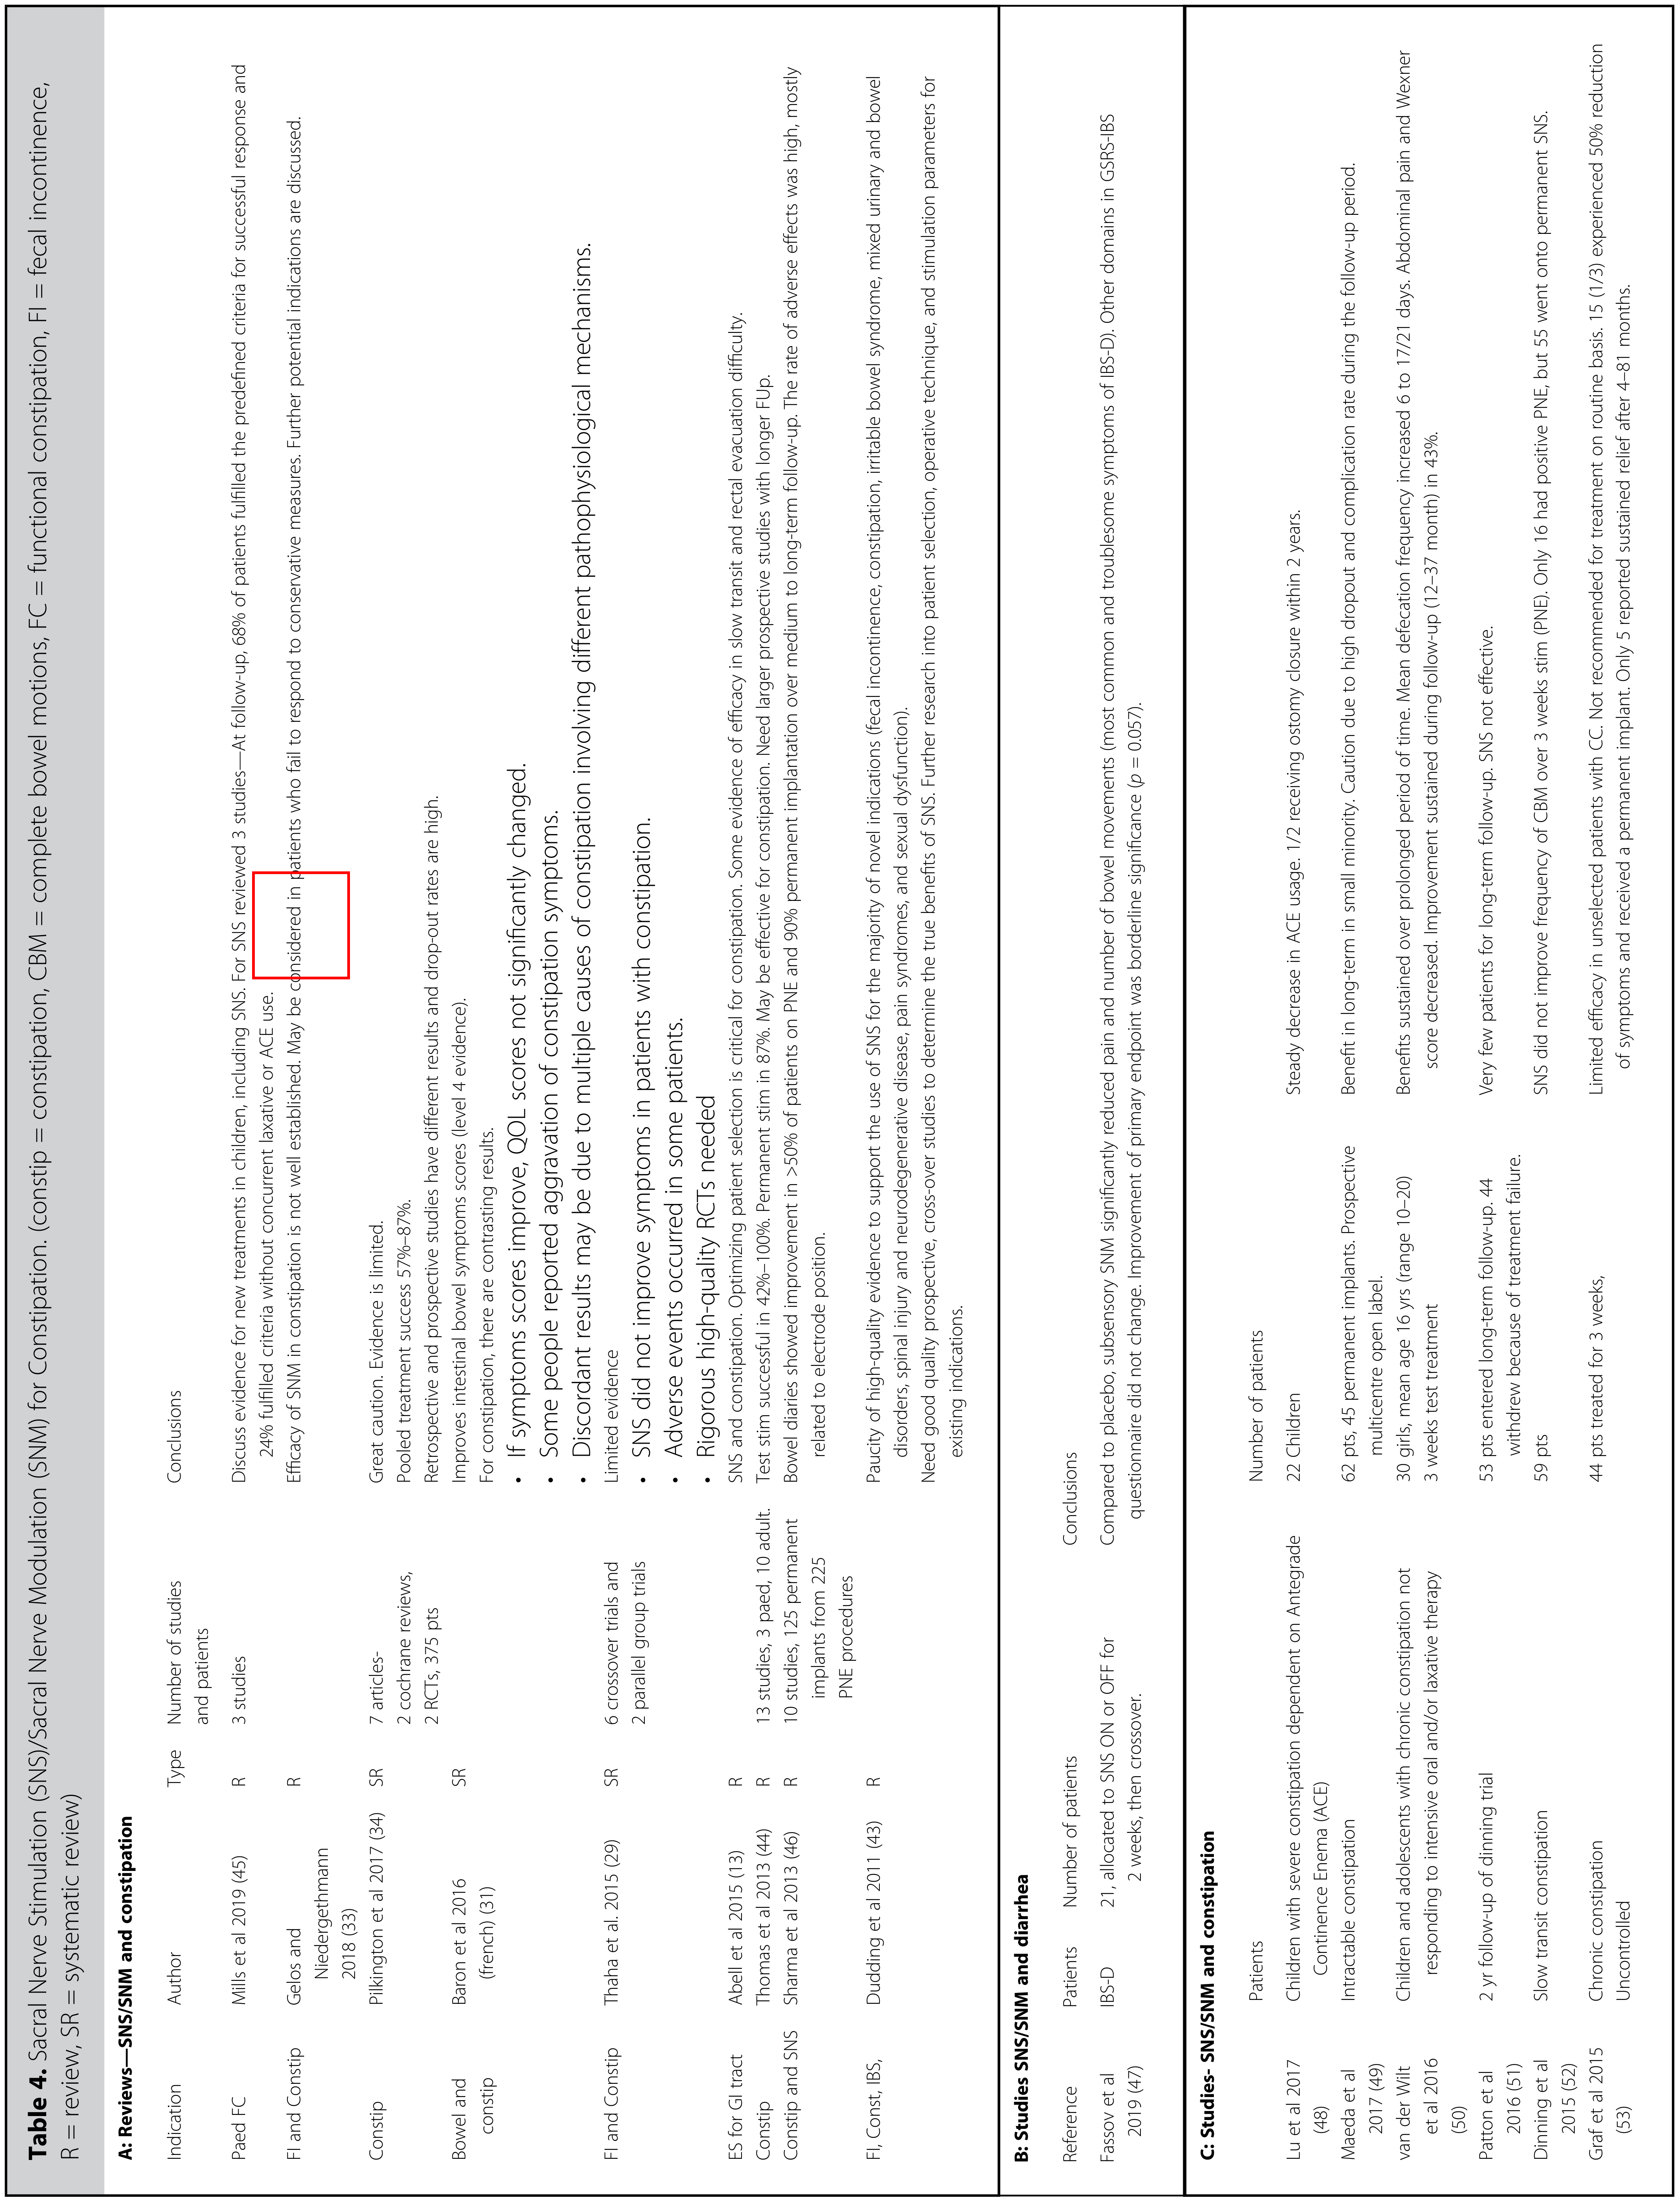 Table 4. Sacral Nerve Stimulation (SNS)/Sacral Nerve Modulation (SNM) for Constipation. (constip = constipation, CBM = complete bowel motions, FC = functional constipation, FI = fecal incontinence,
R = review, SR = systematic review)
A: Reviews—SNS/SNM and constipation
Indication Author Type Number of studies Conclusions
and patients
Paed FC Mills et al 2019 (45) R 3 studies Discuss evidence for new treatments in children, including SNS. For SNS reviewed 3 studies—At follow-up, 68% of patients fulfilled the predefined criteria for successful response and
24% fulfilled criteria without concurrent laxative or ACE use.
FI and Constip Gelos and R Efficacy of SNM in constipation is not well established. May be considered in patients who fail to respond to conservative measures. Further potential indications are discussed.
Niedergethmann
2018 (33)
Constip Pilkington et al 2017 (34) SR 7 articles- Great caution. Evidence is limited.
2 cochrane reviews, Pooled treatment success 57%–87%.
2 RCTs, 375 pts Retrospective and prospective studies have different results and drop-out rates are high.
Bowel and Baron et al 2016 SR Improves intestinal bowel symptoms scores (level 4 evidence).
constip (french) (31) For constipation, there are contrasting results.
• If symptoms scores improve, QOL scores not significantly changed.
• Some people reported aggravation of constipation symptoms.
• Discordant results may be due to multiple causes of constipation involving different pathophysiological mechanisms.
FI and Constip Thaha et al. 2015 (29) SR 6 crossover trials and Limited evidence
2 parallel group trials • SNS did not improve symptoms in patients with constipation.
• Adverse events occurred in some patients.
• Rigorous high-quality RCTs needed
ES for GI tract Abell et al 2015 (13) R SNS and constipation. Optimizing patient selection is critical for constipation. Some evidence of efficacy in slow transit and rectal evacuation difficulty.
Constip Thomas et al 2013 (44) R 13 studies, 3 paed, 10 adult. Test stim successful in 42%–100%. Permanent stim in 87%. May be effective for constipation. Need larger prospective studies with longer FUp.
Constip and SNS Sharma et al 2013 (46) R 10 studies, 125 permanent Bowel diaries showed improvement in >50% of patients on PNE and 90% permanent implantation over medium to long-term follow-up. The rate of adverse effects was high, mostly
implants from 225 related to electrode position.
PNE procedures
FI, Const, IBS, Dudding et al 2011 (43) R Paucity of high-quality evidence to support the use of SNS for the majority of novel indications (fecal incontinence, constipation, irritable bowel syndrome, mixed urinary and bowel
disorders, spinal injury and neurodegenerative disease, pain syndromes, and sexual dysfunction).
Need good quality prospective, cross-over studies to determine the true benefits of SNS. Further research into patient selection, operative technique, and stimulation parameters for
existing indications.
B: Studies SNS/SNM and diarrhea
Reference Patients Number of patients Conclusions
Fassov et al IBS-D 21, allocated to SNS ON or OFF for Compared to placebo, subsensory SNM significantly reduced pain and number of bowel movements (most common and troublesome symptoms of IBS-D). Other domains in GSRS-IBS
2019 (47) 2 weeks, then crossover. questionnaire did not change. Improvement of primary endpoint was borderline significance (p = 0.057).
C: Studies- SNS/SNM and constipation
Patients Number of patients
Lu et al 2017 Children with severe constipation dependent on Antegrade 22 Children Steady decrease in ACE usage. 1/2 receiving ostomy closure within 2 years.
(48) Continence Enema (ACE)
Maeda et al Intractable constipation 62 pts, 45 permanent implants. Prospective Benefit in long-term in small minority. Caution due to high dropout and complication rate during the follow-up period.
2017 (49) multicentre open label.
van der Wilt Children and adolescents with chronic constipation not 30 girls, mean age 16 yrs (range 10–20) Benefits sustained over prolonged period of time. Mean defecation frequency increased 6 to 17/21 days. Abdominal pain and Wexner
et al 2016 responding to intensive oral and/or laxative therapy 3 weeks test treatment score decreased. Improvement sustained during follow-up (12–37 month) in 43%.
(50)
Patton et al 2 yr follow-up of dinning trial 53 pts entered long-term follow-up. 44 Very few patients for long-term follow-up. SNS not effective.
2016 (51) withdrew because of treatment failure.
Dinning et al Slow transit constipation 59 pts SNS did not improve frequency of CBM over 3 weeks stim (PNE). Only 16 had positive PNE, but 55 went onto permanent SNS.
2015 (52)
Graf et al 2015 Chronic constipation 44 pts treated for 3 weeks, Limited efficacy in unselected patients with CC. Not recommended for treatment on routine basis. 15 (1/3) experienced 50% reduction
(53) Uncontrolled of symptoms and received a permanent implant. Only 5 reported sustained relief after 4–81 months.